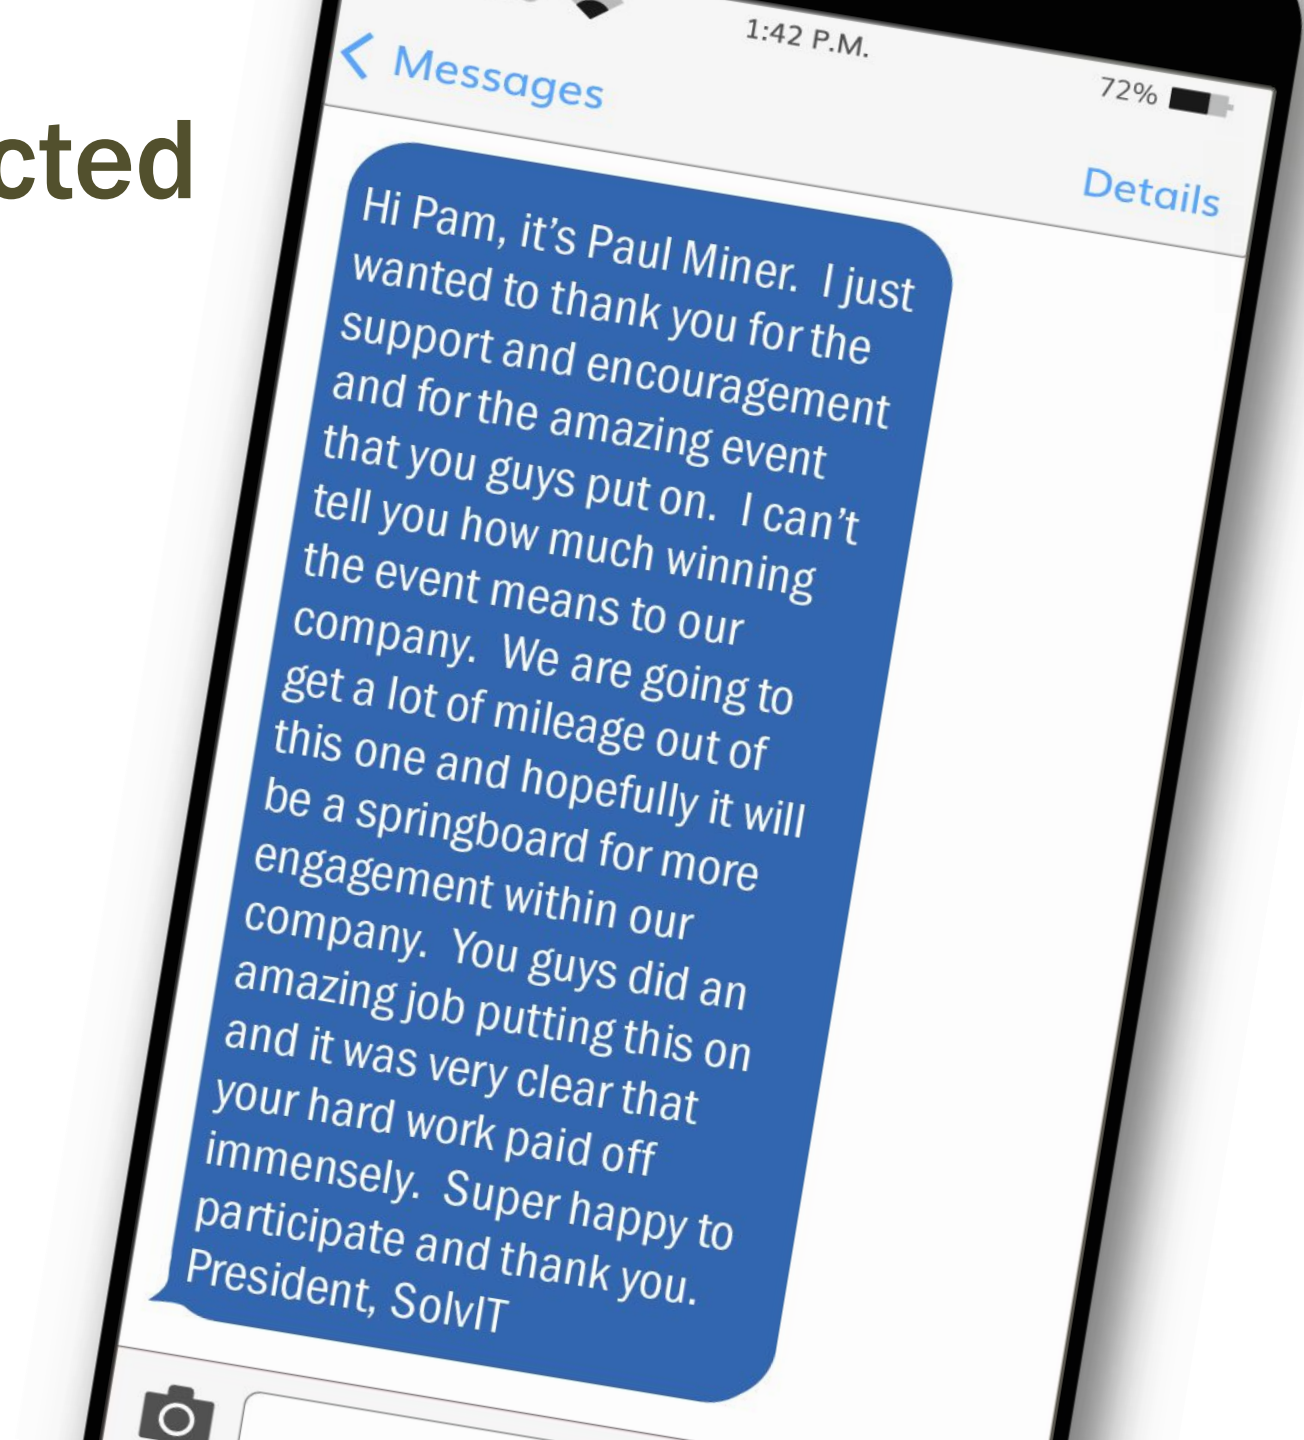 cted
1:42 P.M.
72%
Messages
Details
Hi Pam, it’s Paul Miner.  I just
wanted to thank you for the
support and encouragement
and for the amazing event
that you guys put on.  I can’t
tell you how much winning
the event means to our
company.  We are going to
get a lot of mileage out of
this one and hopefully it will
be a springboard for more
engagement within our
company.  You guys did an
amazing job putting this on
and it was very clear that
your hard work paid off
immensely.  Super happy to
participate and thank you.
President, SolvIT